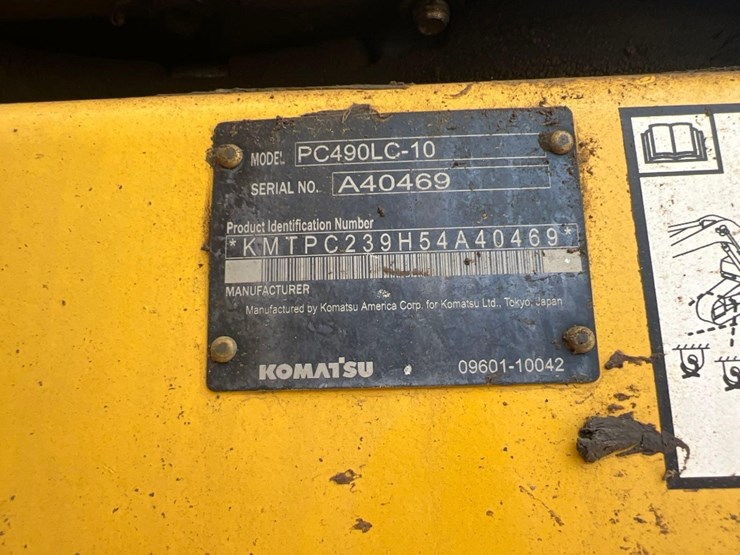 MODEL PC490LC-10
SERIAL NO. A40469
Product Identification Number
*KMTPC239H54A40469*
MANUFACTURER
Manufactured by Komatsu America Corp. for Komatsu Ltd., Tokyo, Japan
KOMATSU 09601-10042